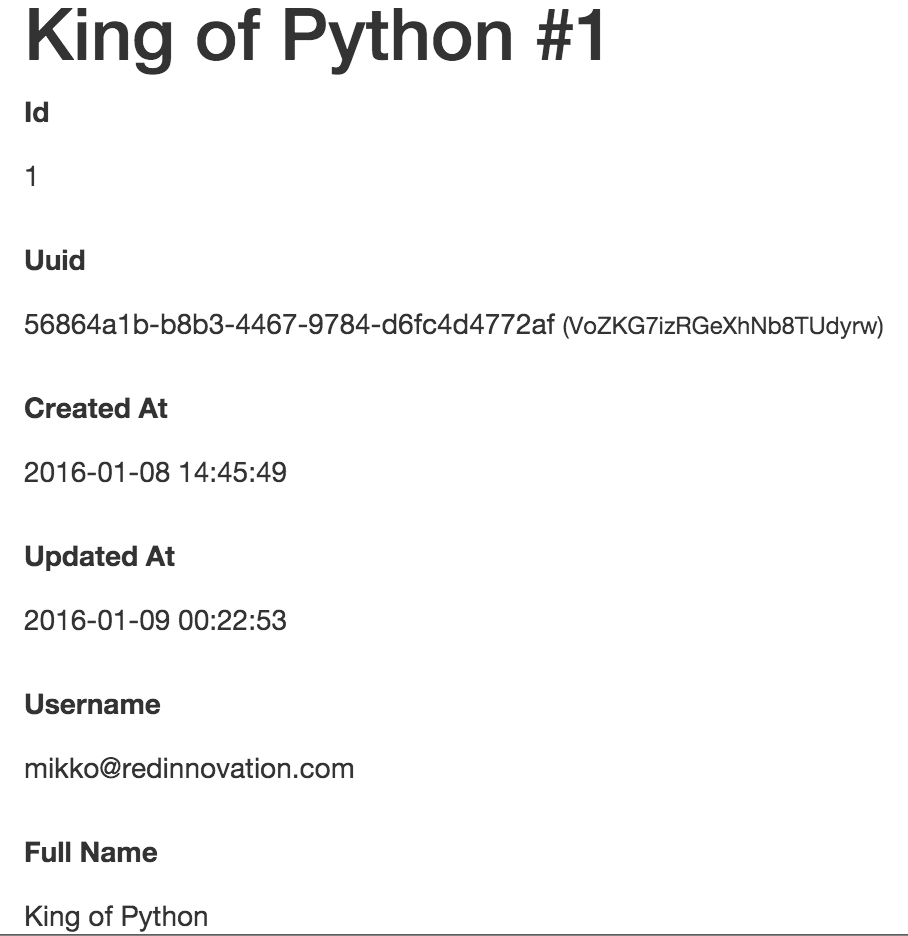 King of Python #1
Id
1
Uuid
56864a1b-b8b3-4467-9784-d6fc4d4772af (VoZKG7izRGeXhNb8TUdyrw)
Created At
2016-01-08 14:45:49
Updated At
2016-01-09 00:22:53
Username
mikko@redinnovation.com
Full Name
King of Python